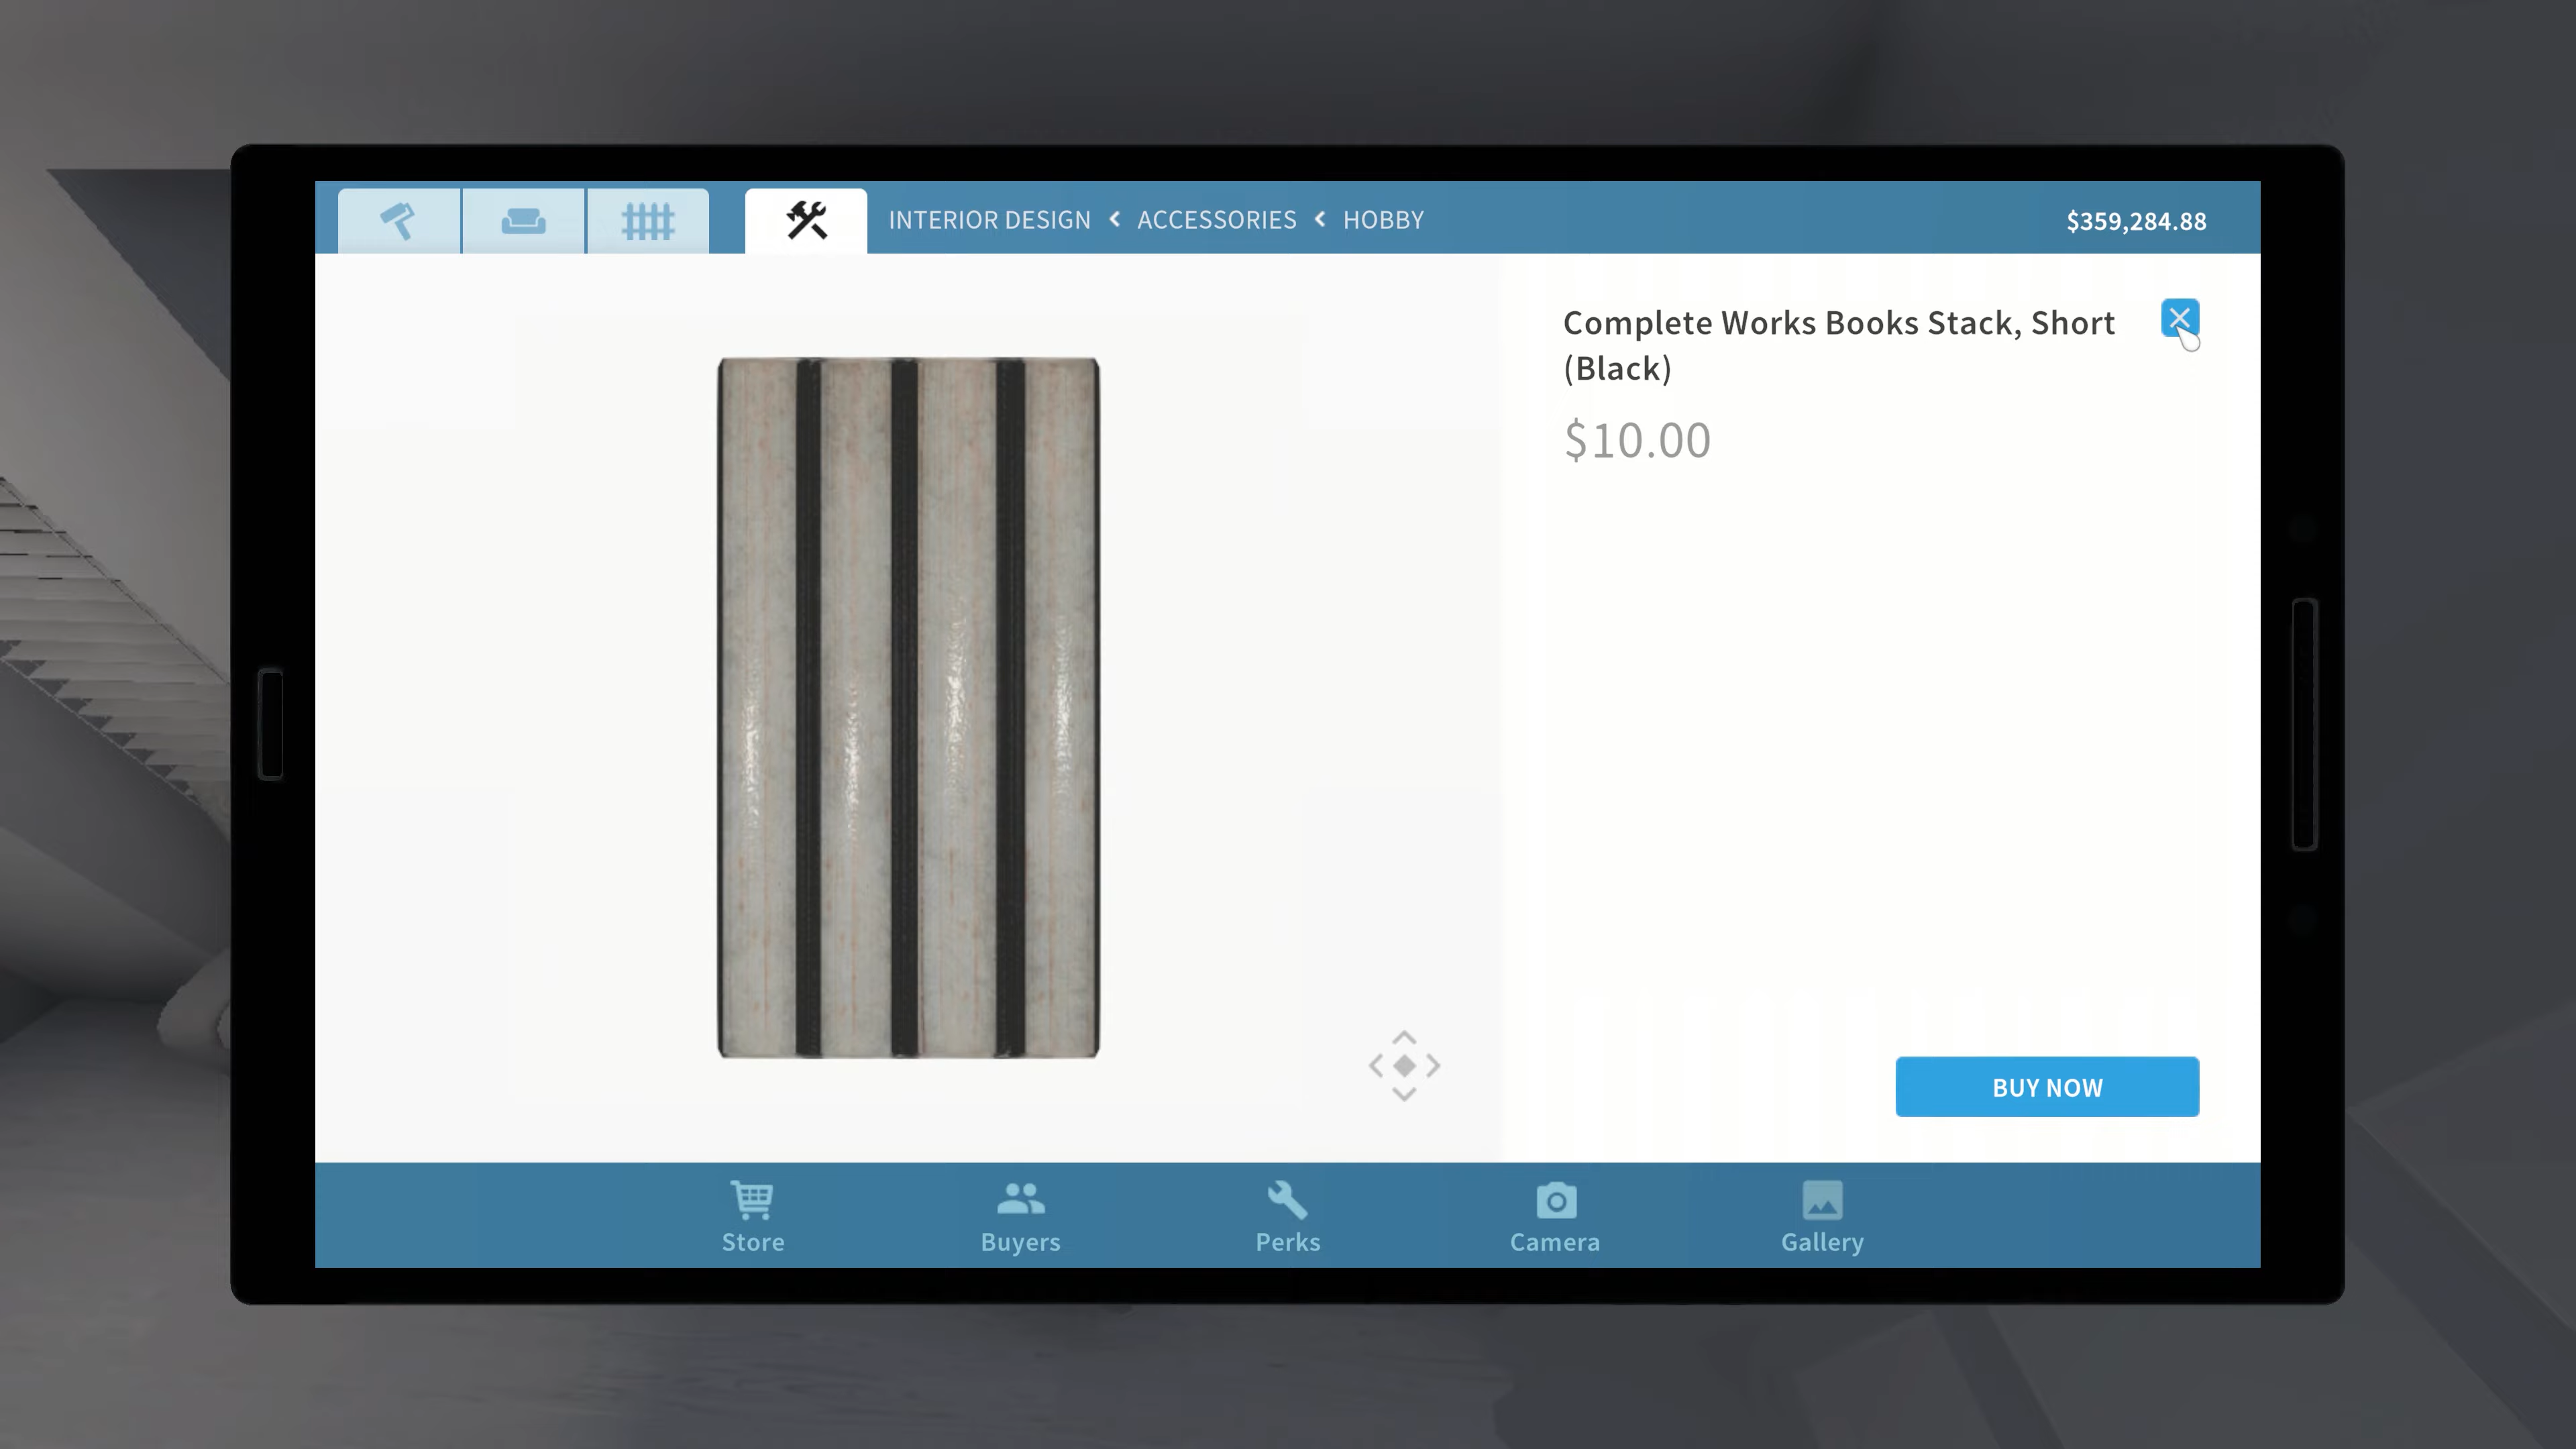 INTERIOR DESIGN < ACCESSORIES < HOBBY
$359,284.88
Complete Works Books Stack, Short
(Black)
$10.00
BUY NOW
Store
Buyers
Perks
Camera
Gallery